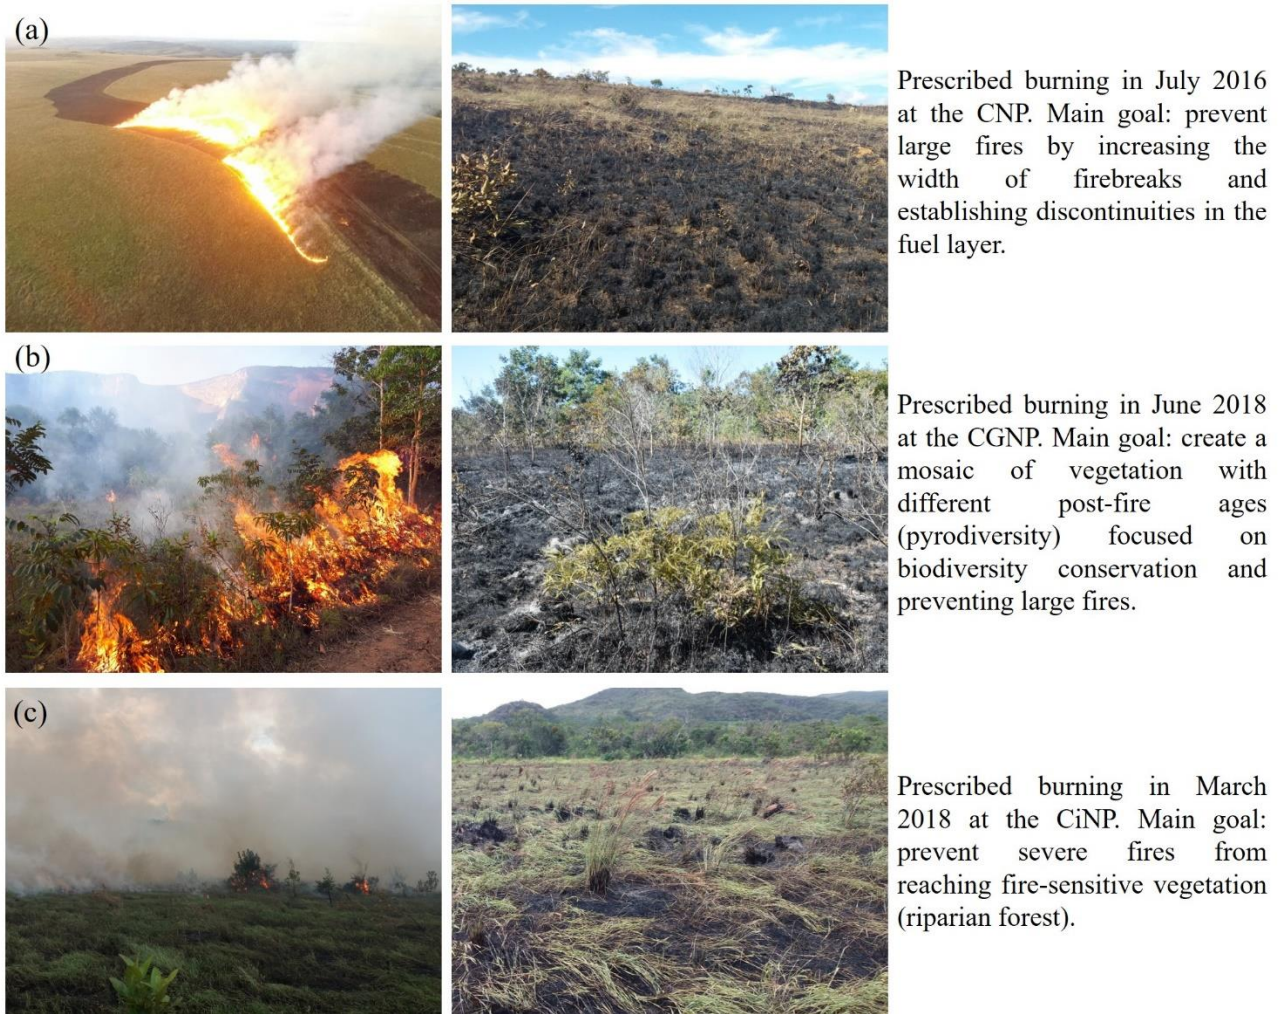 (a)
Prescribed burning in July 2016
at the CNP. Main goal: prevent
large fires by increasing the
width of firebreaks and
establishing discontinuities in the
fuel layer.
(b)
Prescribed burning in June 2018
at the CGNP. Main goal: create a
mosaic of vegetation with
different post-fire ages
(pyrodiversity) focused on
biodiversity conservation and
preventing large fires.
(c)
Prescribed burning in March
2018 at the CiNP. Main goal:
prevent severe fires from
reaching fire-sensitive vegetation
(riparian forest).